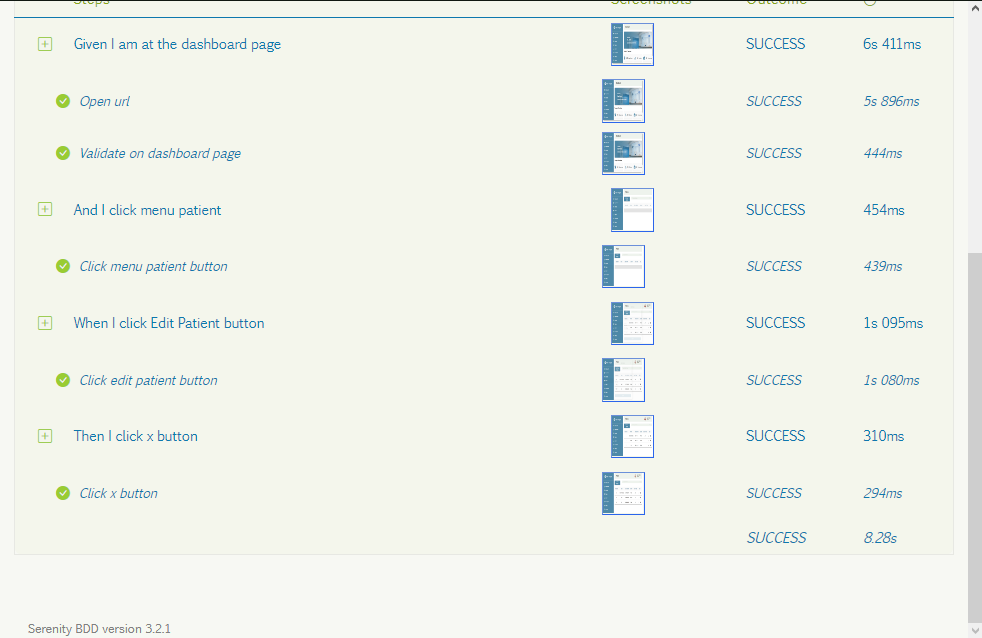 Steps Screenshots Outcome
Given I am at the dashboard page SUCCESS 6s 411ms
Open url SUCCESS 5s 896ms
Validate on dashboard page SUCCESS 444ms
And I click menu patient SUCCESS 454ms
Click menu patient button SUCCESS 439ms
When I click Edit Patient button SUCCESS 1s 095ms
Click edit patient button SUCCESS 1s 080ms
Then I click x button SUCCESS 310ms
Click x button SUCCESS 294ms
SUCCESS 8.28s
Serenity BDD version 3.2.1